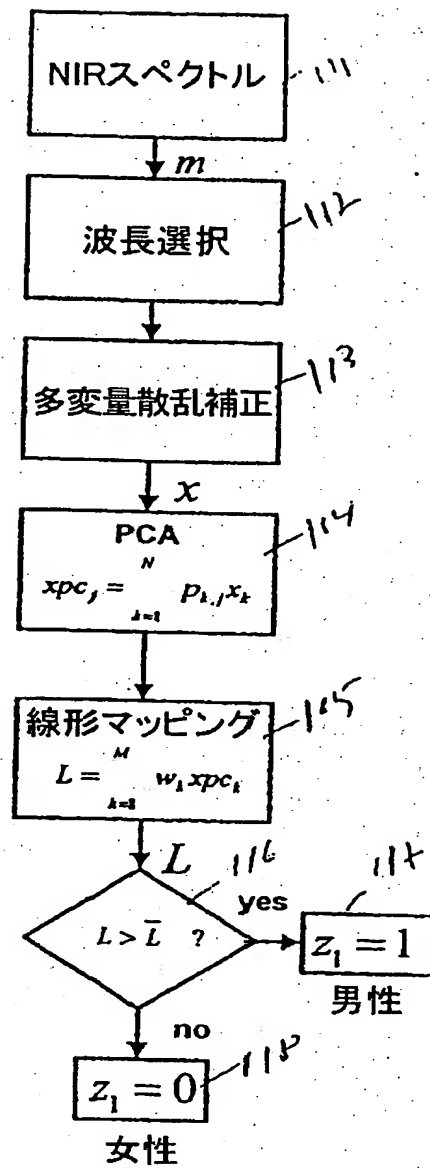 NIRスペクトル 111
m
波長選択 112
多変量散乱補正 113
x
PCA 114
N
xpc_j = p_{k,j} x_k
k=1
線形マッピング 115
M
L = w_k xpc_k
k=1
L 116
L > L̅ ?
yes
z_1 = 1
男性
no
z_1 = 0
女性